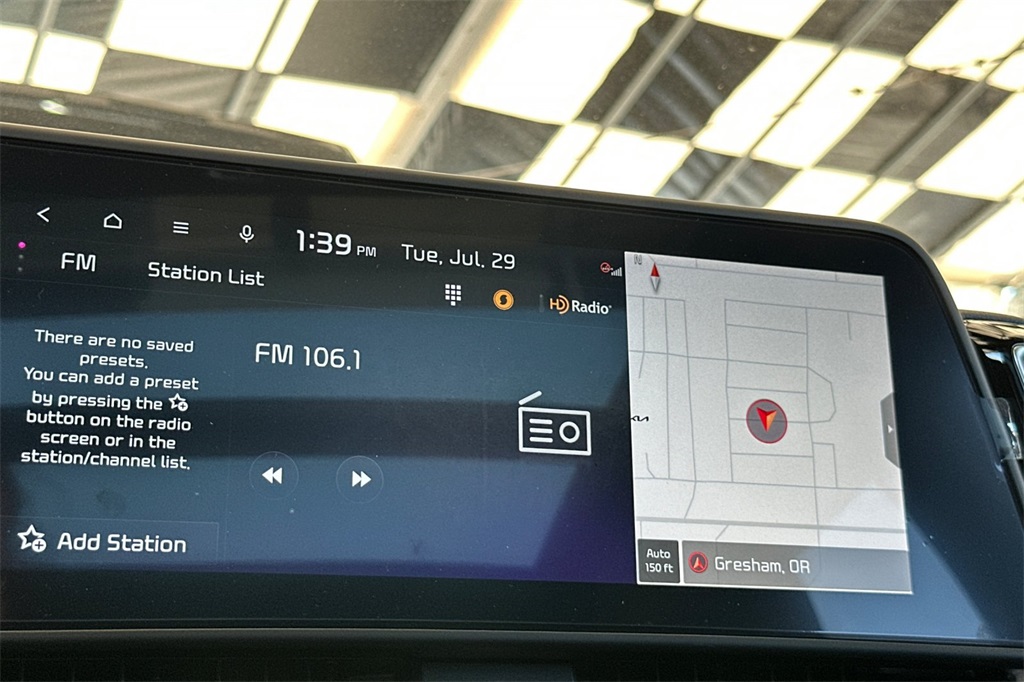 1:39 PM Tue, Jul. 29
FM
Station List
HD Radio
There are no saved
presets.
You can add a preset
by pressing the
button on the radio
screen or in the
station/channel list.
FM 106.1
Add Station
N
KIA
Auto
150 ft
Gresham, OR